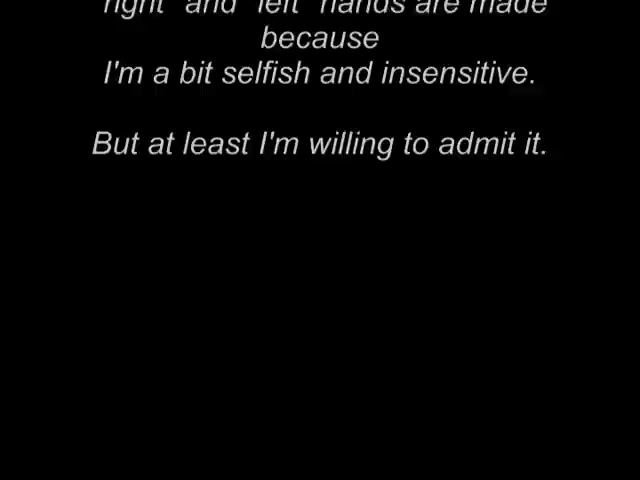 "right" and "left" hands are made
because
I'm a bit selfish and insensitive.
But at least I'm willing to admit it.